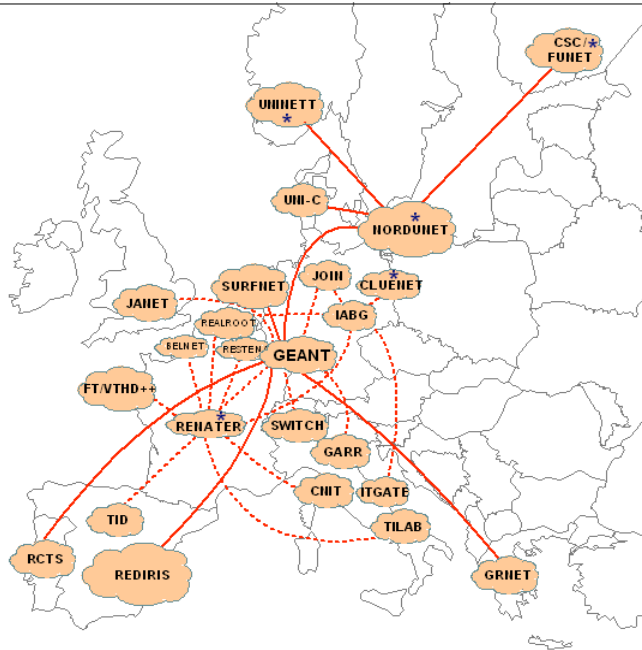 CSC/*
FUNET
UNINETT
*
UNI-C
*
NORDUNET
SURFNET
JOIN
*
CLUENET
JANET
REALROOT
IABG
BELNET
RESTEN
GEANT
FT/VTHD++
*
RENATER
SWITCH
GARR
CNIT
ITGATE
TID
TILAB
RCTS
REDIRIS
GRNET